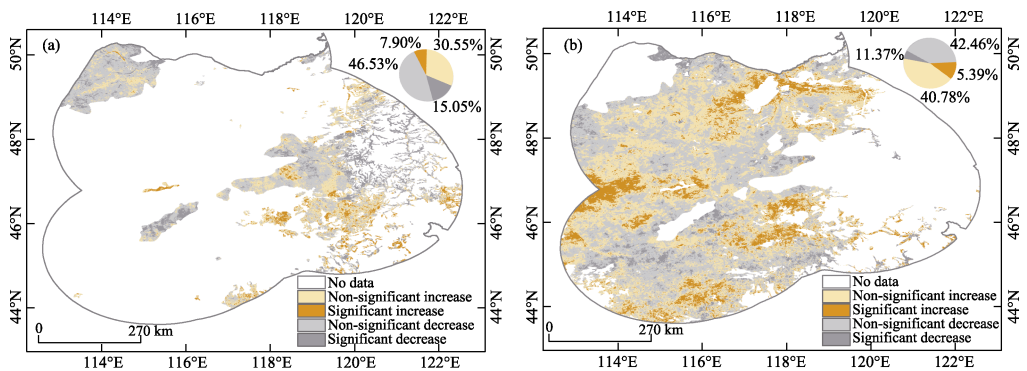 114°E 116°E 118°E 120°E 122°E
(a)
7.90% 30.55%
46.53%
15.05%
50°N 50°N
48°N 48°N
46°N 46°N
44°N 44°N
No data
Non-significant increase
Significant increase
Non-significant decrease
Significant decrease
0 270 km
114°E 116°E 118°E 120°E 122°E
114°E 116°E 118°E 120°E 122°E
(b)
42.46%
11.37%
5.39%
40.78%
50°N 50°N
48°N 48°N
46°N 46°N
44°N 44°N
No data
Non-significant increase
Significant increase
Non-significant decrease
Significant decrease
0 270 km
114°E 116°E 118°E 120°E 122°E